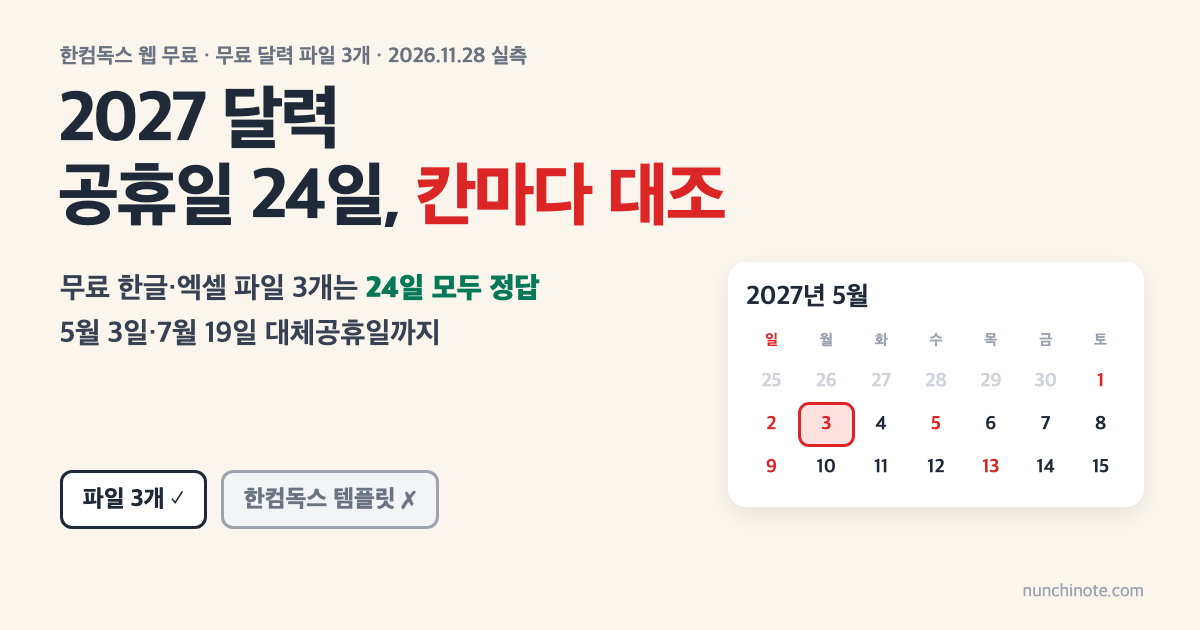 한컴독스 웹 무료 · 무료 달력 파일 3개 · 2026.11.28 실측
2027 달력
공휴일 24일, 칸마다 대조
무료 한글·엑셀 파일 3개는 24일 모두 정답
5월 3일·7월 19일 대체공휴일까지
파일 3개 ✓
한컴독스 템플릿 ✗
2027년 5월
일 월 화 수 목 금 토
25 26 27 28 29 30 1
2 3 4 5 6 7 8
9 10 11 12 13 14 15
nunchinote.com